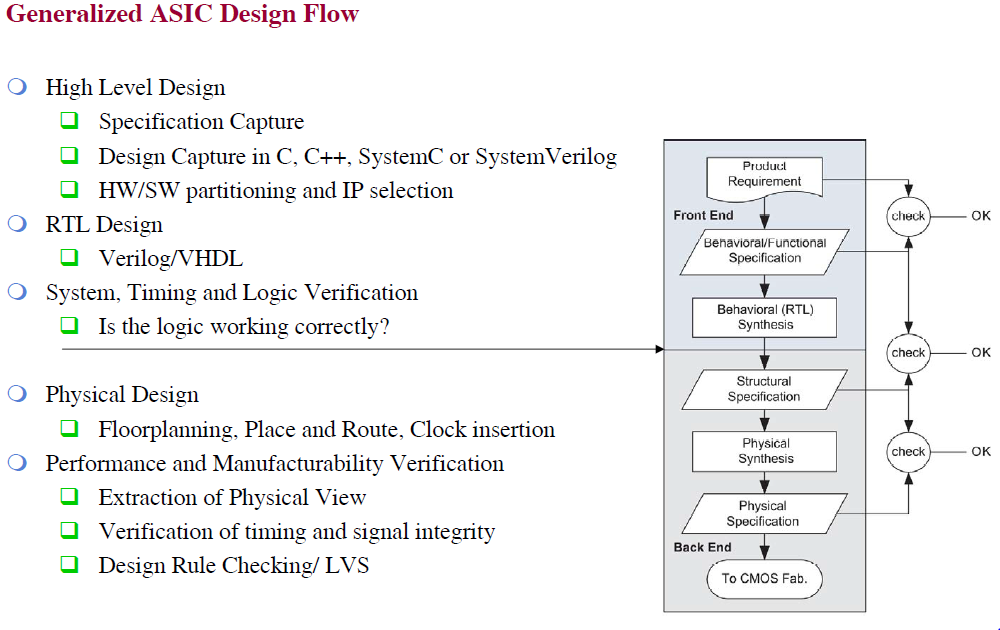 Generalized ASIC Design Flow
High Level Design
Specification Capture
Design Capture in C, C++, SystemC or SystemVerilog
HW/SW partitioning and IP selection
RTL Design
Verilog/VHDL
System, Timing and Logic Verification
Is the logic working correctly?
Physical Design
Floorplanning, Place and Route, Clock insertion
Performance and Manufacturability Verification
Extraction of Physical View
Verification of timing and signal integrity
Design Rule Checking/ LVS
Product
Requirement
check
OK
Front End
Behavioral/Functional
Specification
Behavioral (RTL)
Synthesis
check
OK
Structural
Specification
Physical
Synthesis
check
OK
Physical
Specification
Back End
To CMOS Fab.